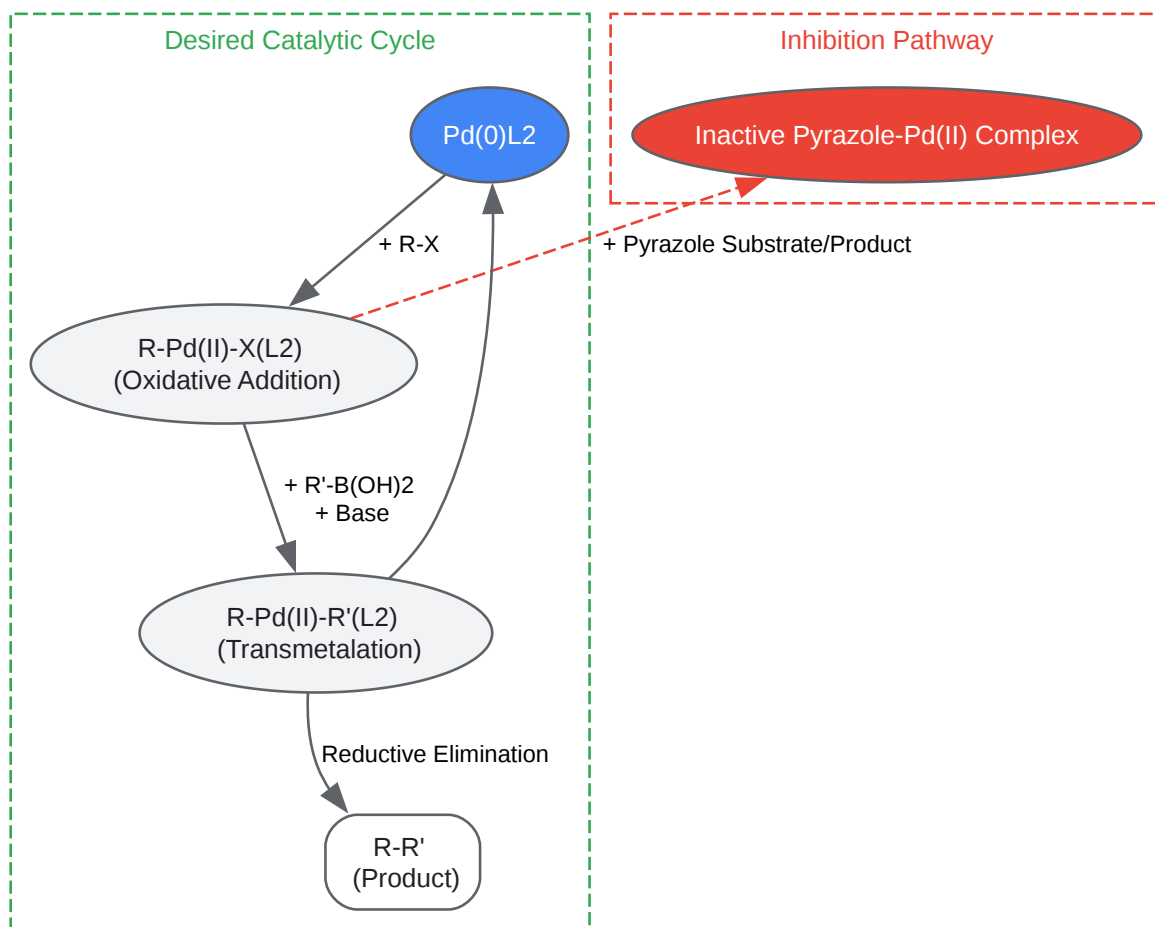 Desired Catalytic Cycle
Inhibition Pathway
Pd(0)L2
Inactive Pyrazole-Pd(II) Complex
+ R-X
+ Pyrazole Substrate/Product
R-Pd(II)-X(L2)
(Oxidative Addition)
+ R'-B(OH)2
+ Base
R-Pd(II)-R'(L2)
(Transmetalation)
Reductive Elimination
R-R'
(Product)